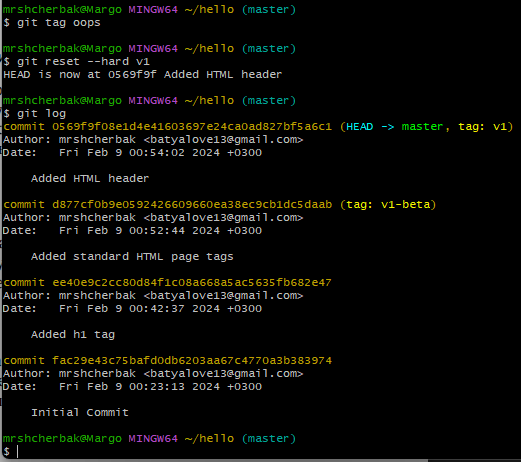 mrshcherbak@Margo MINGW64 ~/hello (master)
$ git tag oops
mrshcherbak@Margo MINGW64 ~/hello (master)
$ git reset --hard v1
HEAD is now at 0569f9f Added HTML header
mrshcherbak@Margo MINGW64 ~/hello (master)
$ git log
commit 0569f9f08e1d4e41603697e24ca0ad827bf5a6c1 (HEAD -> master, tag: v1)
Author: mrshcherbak <batyalove13@gmail.com>
Date:   Fri Feb 9 00:54:02 2024 +0300
Added HTML header
commit d877cf0b9e0592426609660ea38ec9cb1dc5daab (tag: v1-beta)
Author: mrshcherbak <batyalove13@gmail.com>
Date:   Fri Feb 9 00:52:44 2024 +0300
Added standard HTML page tags
commit ee40e9c2cc80d84f1c08a668a5ac5635fb682e47
Author: mrshcherbak <batyalove13@gmail.com>
Date:   Fri Feb 9 00:42:37 2024 +0300
Added h1 tag
commit fac29e43c75bafd0db6203aa67c4770a3b383974
Author: mrshcherbak <batyalove13@gmail.com>
Date:   Fri Feb 9 00:23:13 2024 +0300
Initial Commit
mrshcherbak@Margo MINGW64 ~/hello (master)
$